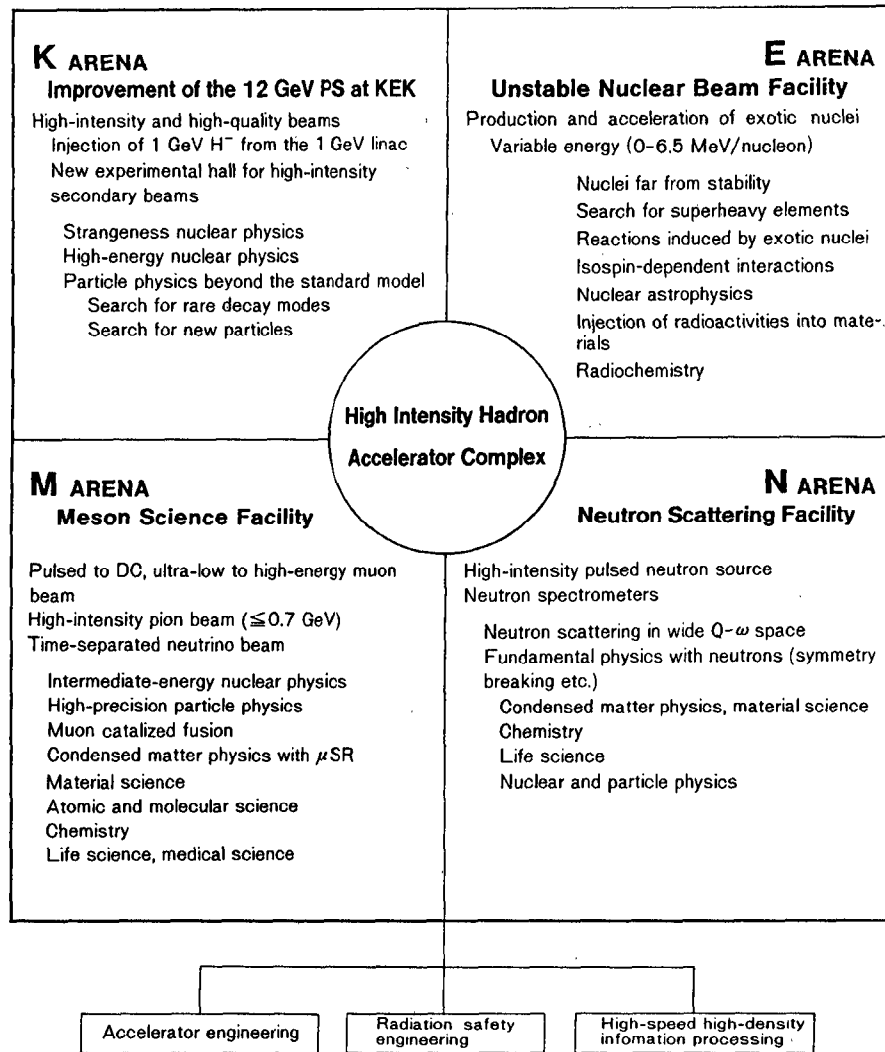 K ARENA
Improvement of the 12 GeV PS at KEK
High-intensity and high-quality beams
Injection of 1 GeV H⁻ from the 1 GeV linac
New experimental hall for high-intensity
secondary beams
Strangeness nuclear physics
High-energy nuclear physics
Particle physics beyond the standard model
Search for rare decay modes
Search for new particles
E ARENA
Unstable Nuclear Beam Facility
Production and acceleration of exotic nuclei
Variable energy (0-6.5 MeV/nucleon)
Nuclei far from stability
Search for superheavy elements
Reactions induced by exotic nuclei
Isospin-dependent interactions
Nuclear astrophysics
Injection of radioactivities into mate-
rials
Radiochemistry
High Intensity Hadron
Accelerator Complex
M ARENA
Meson Science Facility
Pulsed to DC, ultra-low to high-energy muon
beam
High-intensity pion beam (≦0.7 GeV)
Time-separated neutrino beam
Intermediate-energy nuclear physics
High-precision particle physics
Muon catalized fusion
Condensed matter physics with μSR
Material science
Atomic and molecular science
Chemistry
Life science, medical science
N ARENA
Neutron Scattering Facility
High-intensity pulsed neutron source
Neutron spectrometers
Neutron scattering in wide Q-ω space
Fundamental physics with neutrons (symmetry
breaking etc.)
Condensed matter physics, material science
Chemistry
Life science
Nuclear and particle physics
Accelerator engineering
Radiation safety
engineering
High-speed high-density
infomation processing